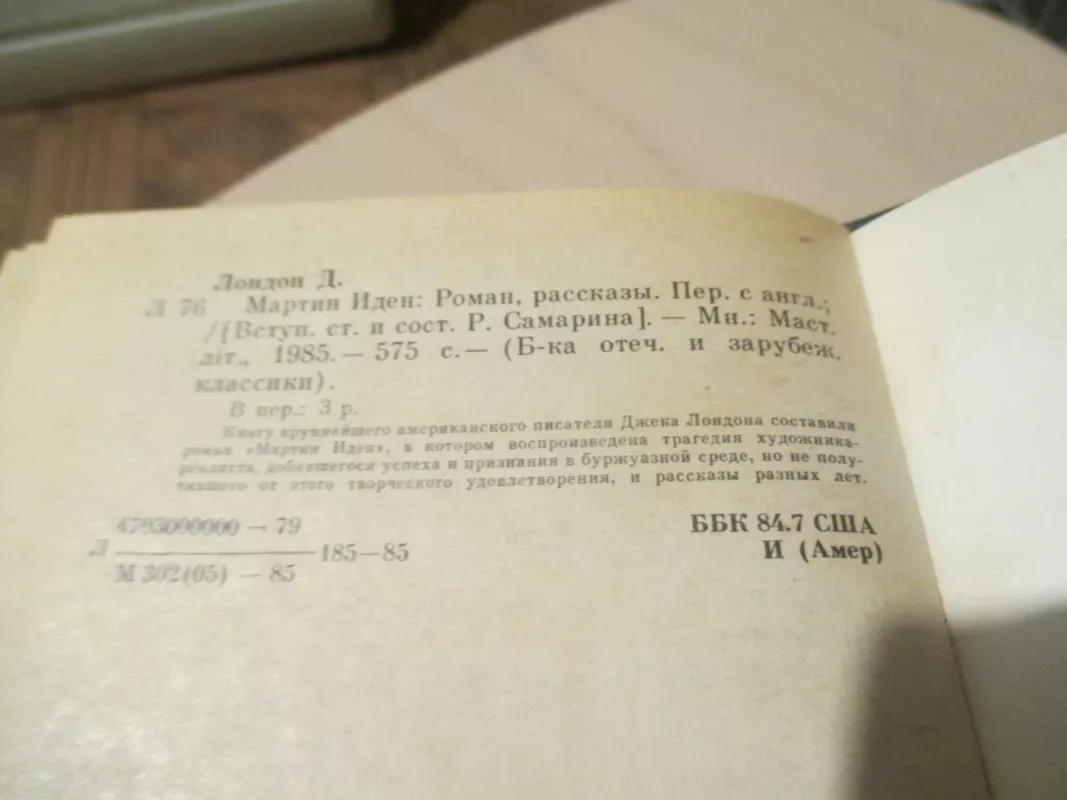 Лондон Д.
Л 76 Мартин Иден: Роман, рассказы. Пер. с англ.;
/[Вступ. ст. и сост. Р. Самарина]. — Мн.: Маст.
літ., 1985. — 575 с. — (Б-ка отеч. и зарубеж.
классики).
В пер.: 3 р.
Книгу крупнейшего американского писателя Джека Лондона составили
роман «Мартин Иден», в котором воспроизведена трагедия художника-
реалиста, добившегося успеха и признания в буржуазной среде, но не полу-
чившего от этого творческого удовлетворения, и рассказы разных лет.
4703000000 — 79
Л 185—85
М 302(05) — 85
ББК 84.7 США
И (Амер)